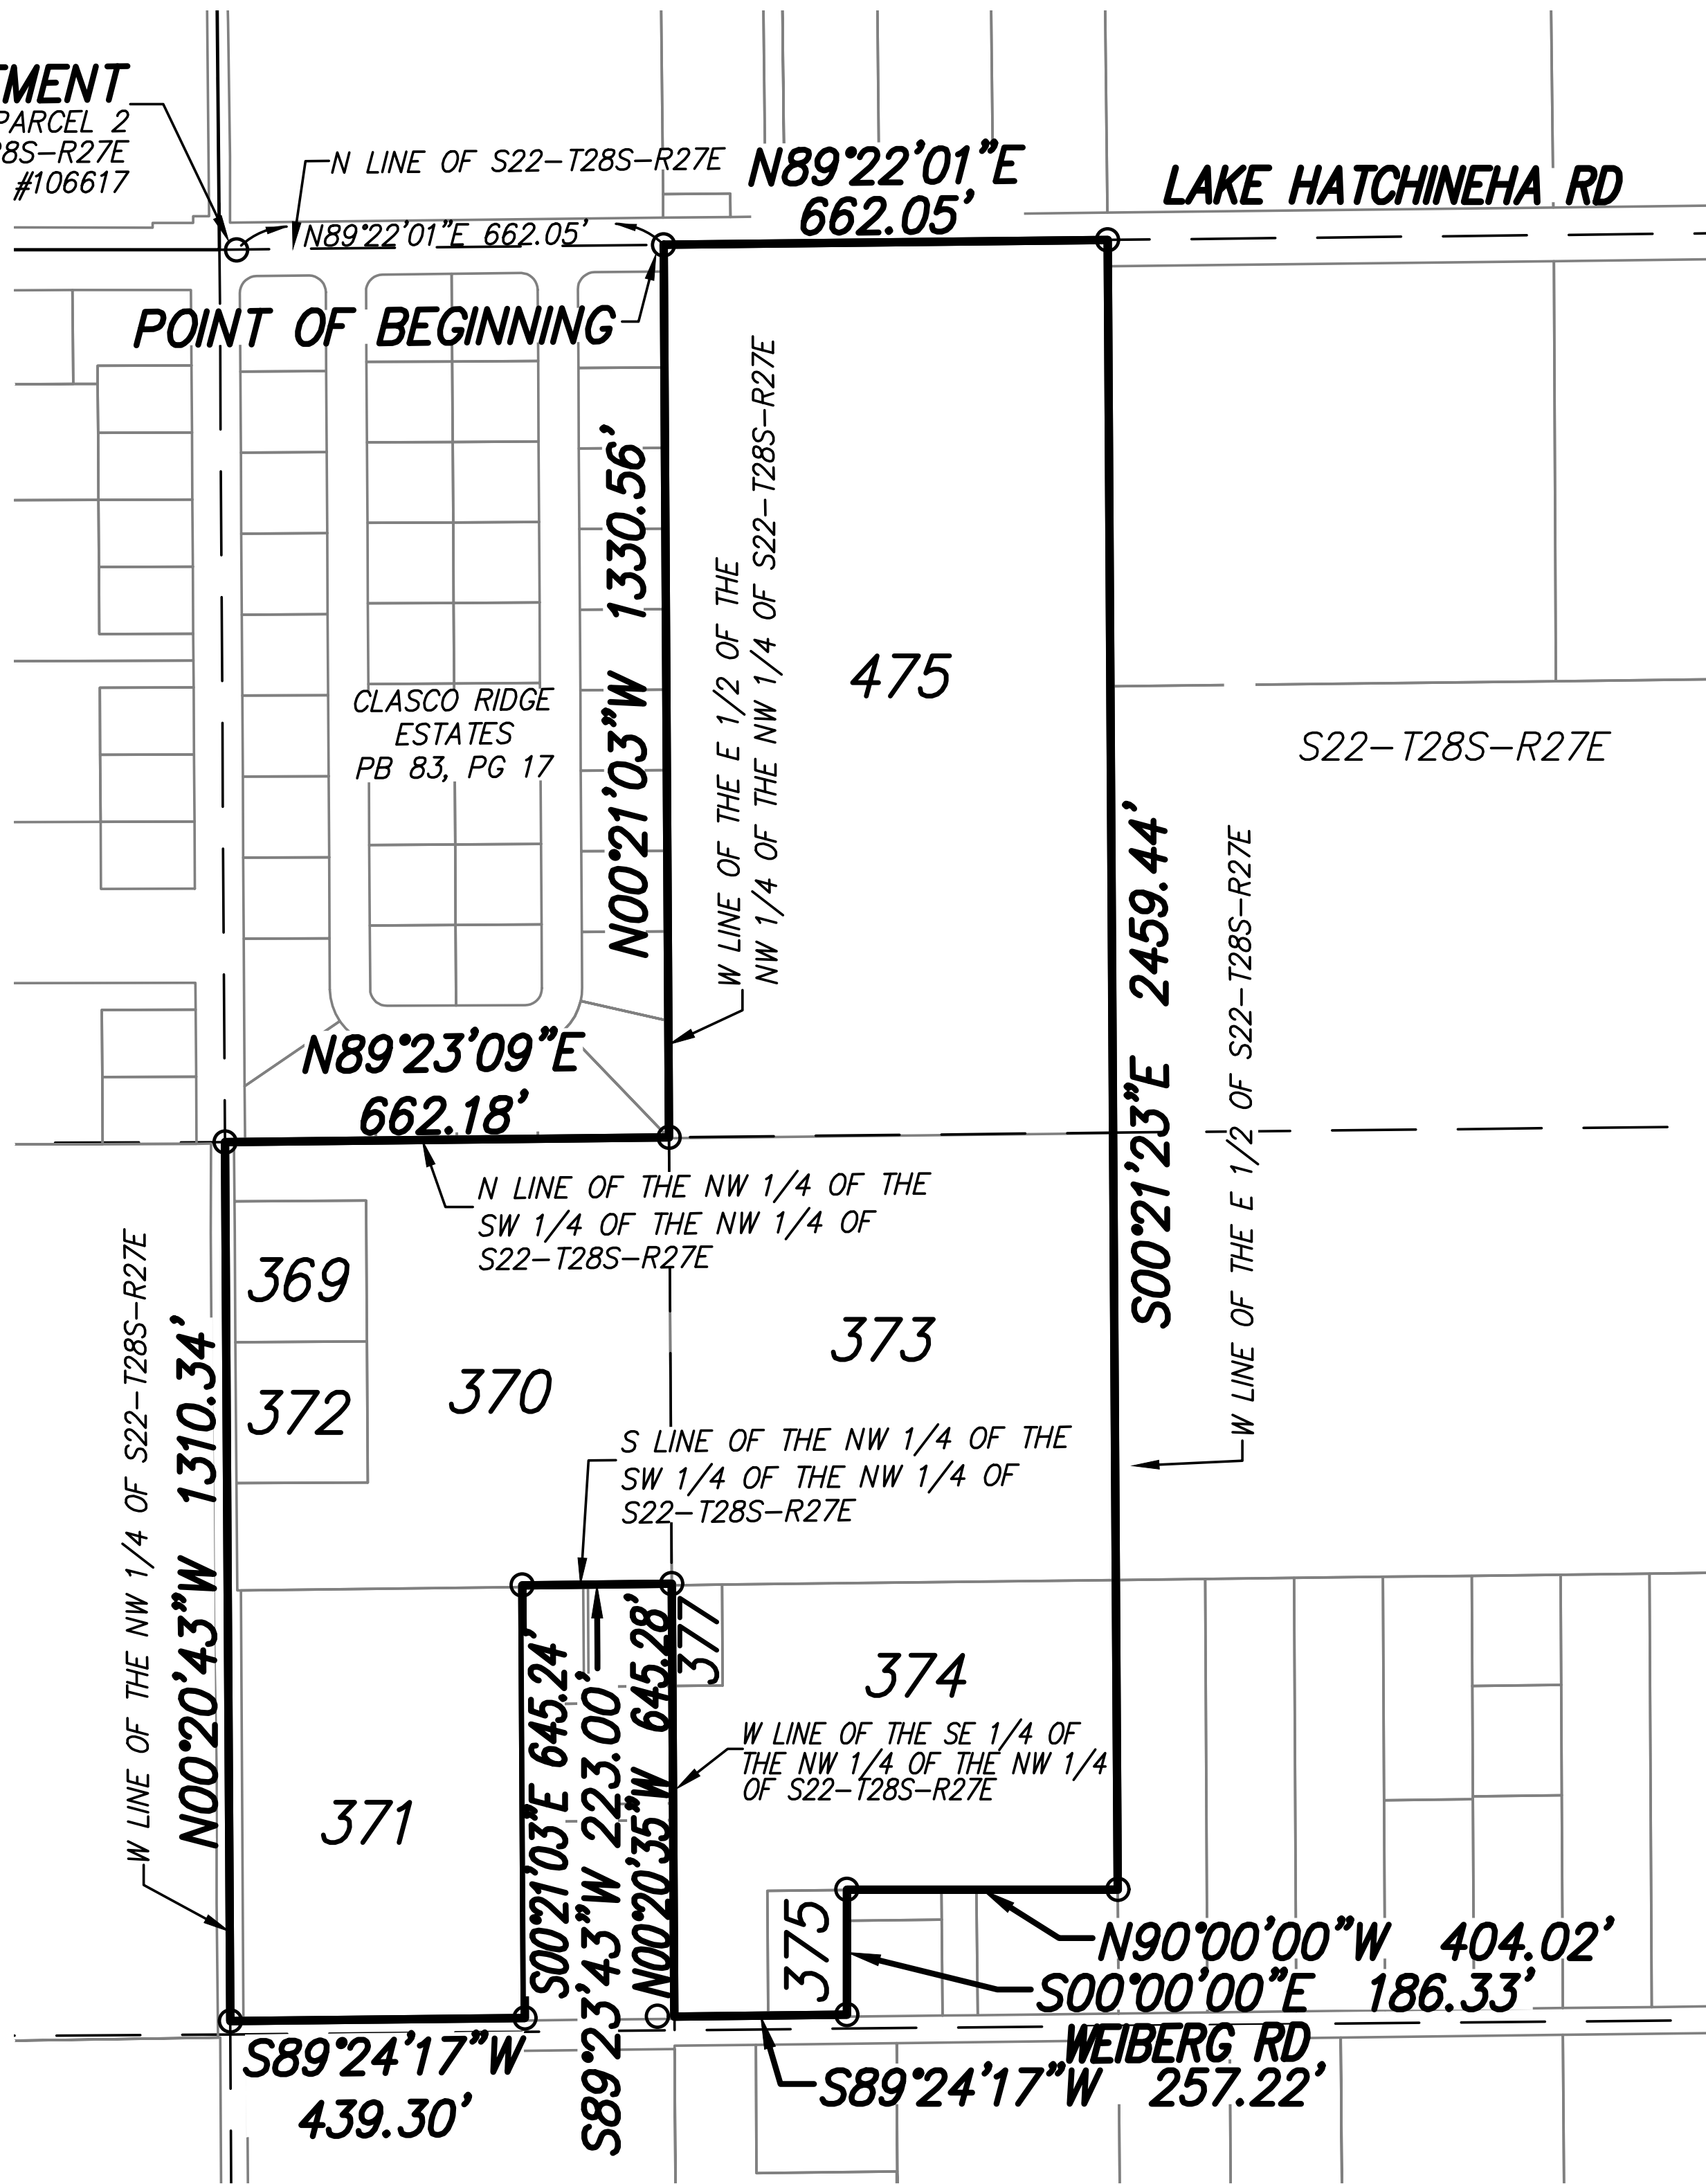 TMENT
PARCEL 2
28S-R27E
#106617
N LINE OF S22-T28S-R27E
N89°22'01"E
662.05'
LAKE HATCHINEHA RD
N89°22'01"E 662.05'
POINT OF BEGINNING
N00°21'03"W 1330.56'
W LINE OF THE E 1/2 OF THE
NW 1/4 OF THE NW 1/4 OF S22-T28S-R27E
475
CLASCO RIDGE
ESTATES
PB 83, PG 17
S22-T28S-R27E
S00°21'23"E 2459.44'
W LINE OF THE E 1/2 OF S22-T28S-R27E
N89°23'09"E
662.18'
N LINE OF THE NW 1/4 OF THE
SW 1/4 OF THE NW 1/4 OF
S22-T28S-R27E
W LINE OF THE NW 1/4 OF S22-T28S-R27E
N00°20'43"W 1310.34'
369
372
370
373
S LINE OF THE NW 1/4 OF THE
SW 1/4 OF THE NW 1/4 OF
S22-T28S-R27E
371
S00°21'03"E 645.24'
S89°23'43"W 223.00'
N00°20'35"W 645.28'
377
374
W LINE OF THE SE 1/4 OF
THE NW 1/4 OF THE NW 1/4
OF S22-T28S-R27E
375
N90°00'00"W 404.02'
S00°00'00"E 186.33'
WEIBERG RD
S89°24'17"W
439.30'
S89°24'17"W 257.22'